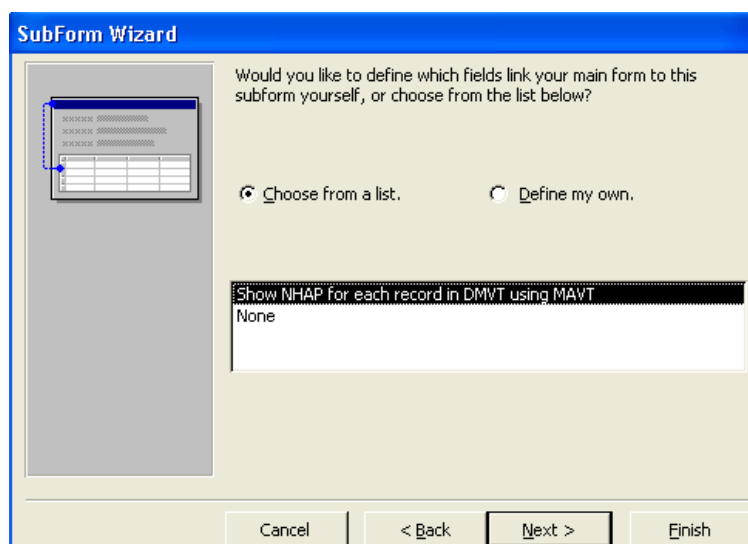 SubForm Wizard
Would you like to define which fields link your main form to this
subform yourself, or choose from the list below?
Choose from a list.
Define my own.
Show NHAP for each record in DMVT using MAVT
None
Cancel
< Back
Next >
Finish